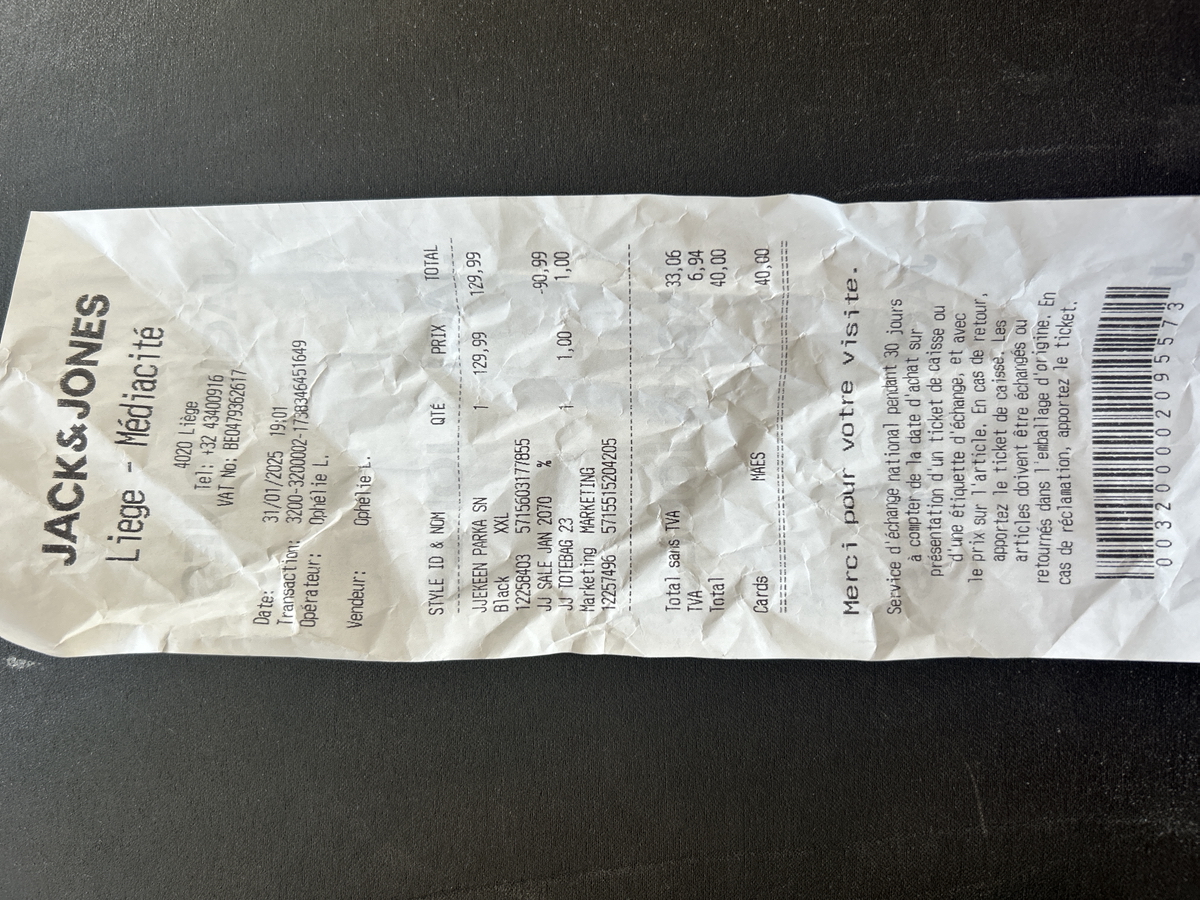 JACK&JONES
Liege - Médiacité
4020 Liége
Tel: +32 43400916
VAT No. BE0479362617
Date: 31/01/2025 19:01
Transaction: 3200-3200002-1738346451649
Opérateur: Ophélie L.
Vendeur: Ophélie L.
STYLE ID & NOM QTÉ PRIX TOTAL
JJEKEEN PARKA SN 1 129,99 129,99
Black XXL
12258403 5715603177855
JJ SALE JAN 2070 % -90,99
JJ TOTEBAG 23 1 1,00 1,00
Marketing MARKETING
12257496 5715515204205
Total sans TVA 33,06
TVA 6,94
Total 40,00
Cards MAES 40,00
Merci pour votre visite.
Service d'échange national pendant 30 jours
à compter de la date d'achat sur
présentation d'un ticket de caisse ou
d'une étiquette d'échange, et avec
le prix sur l'article. En cas de retour,
apportez le ticket de caisse. Les
articles doivent être échangés ou
retournés dans l'emballage d'origine. En
cas de réclamation, apportez le ticket.
0032000002095573